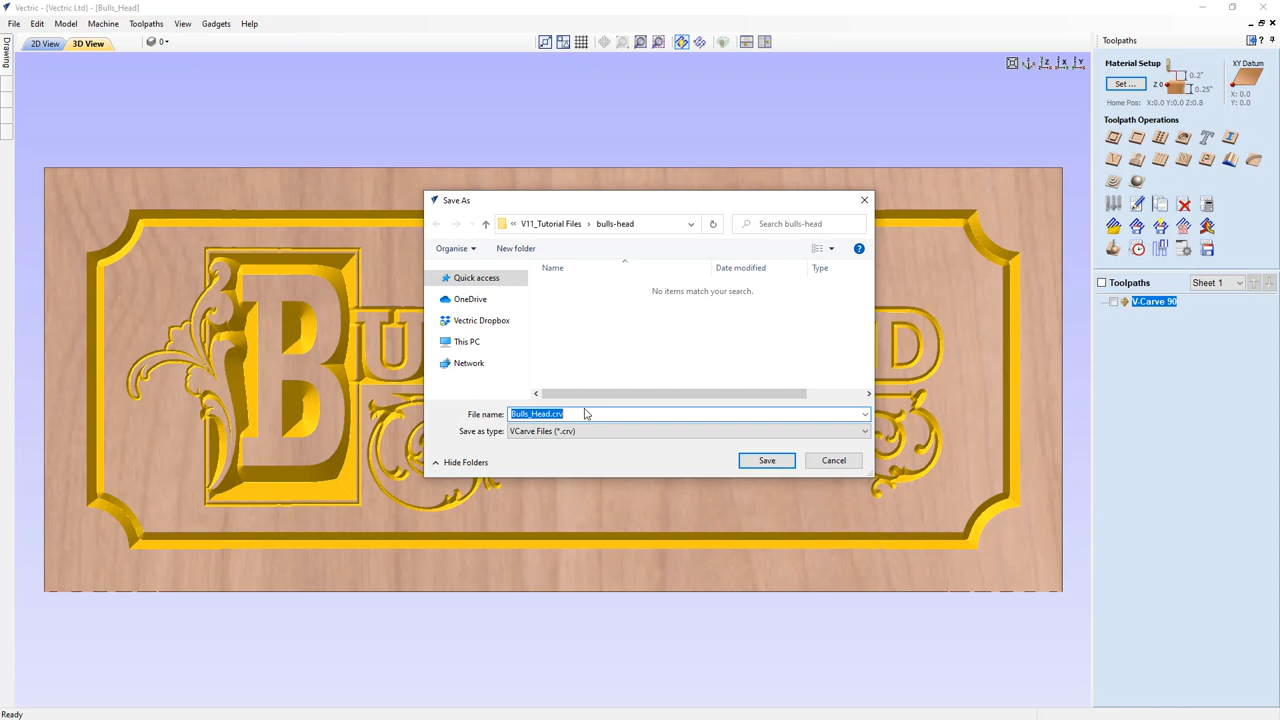 Vectric - {Vectric Ltd} - {Bulls_Head}
File Edit Model Machine Toolpaths View Gadgets Help
2D View 3D View 0
Drawing
Toolpaths
Material Setup
XY Datum
Set ...
Z 0
0.2"
0.25"
X: 0.0
Y: 0.0
Home Pos: X:0.0 Y:0.0 Z:0.8
Toolpath Operations
Toolpaths Sheet 1
V-Carve 90
B U D
Save As
« V11_Tutorial Files › bulls-head
Search bulls-head
Organise New folder
Name Date modified Type
No items match your search.
Quick access
OneDrive
Vectric Dropbox
This PC
Network
File name: Bulls_Head.crv
Save as type: VCarve Files (*.crv)
Hide Folders
Save Cancel
Ready